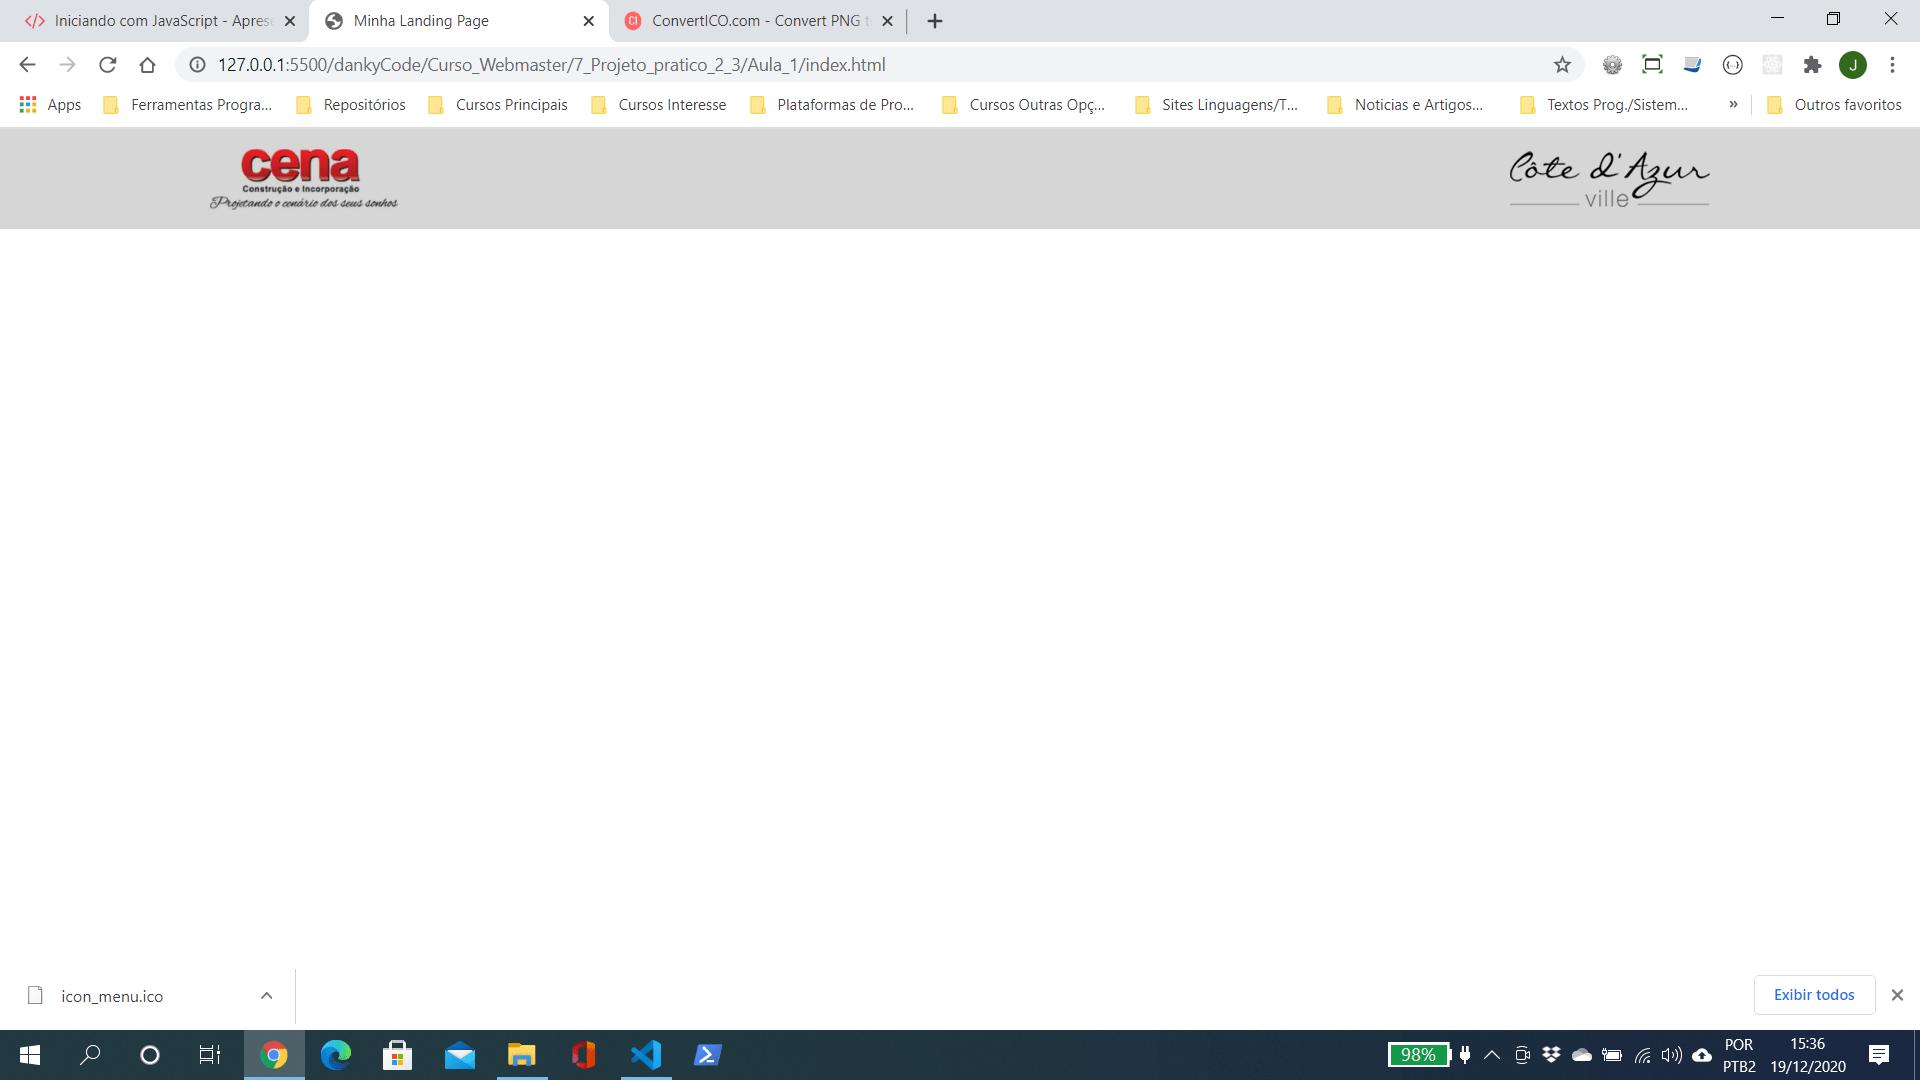 Iniciando com JavaScript - Aprese
Minha Landing Page
CI
ConvertICO.com - Convert PNG t
127.0.0.1:5500/dankyCode/Curso_Webmaster/7_Projeto_pratico_2_3/Aula_1/index.html
J
Apps
Ferramentas Progra...
Repositórios
Cursos Principais
Cursos Interesse
Plataformas de Pro...
Cursos Outras Opç...
Sites Linguagens/T...
Noticias e Artigos...
Textos Prog./Sistem...
»
Outros favoritos
cena
Construção e Incorporação
Projetando o cenário dos seus sonhos
Côte d'Azur
ville
icon_menu.ico
Exibir todos
98%
POR
PTB2
15:36
19/12/2020